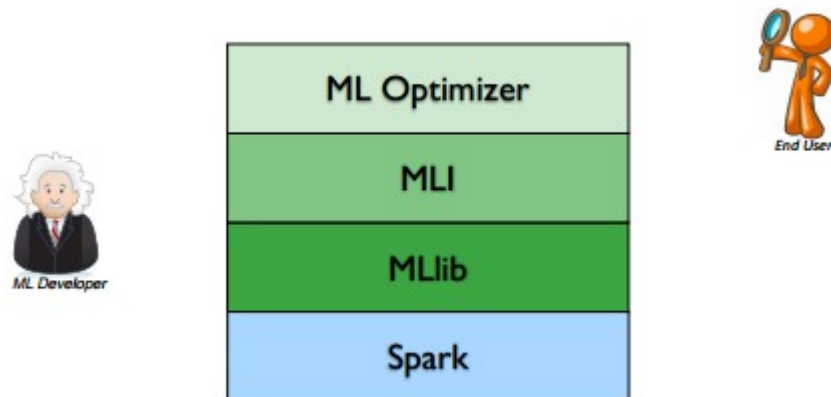 ML Optimizer
End User
MLI
ML Developer
MLlib
Spark